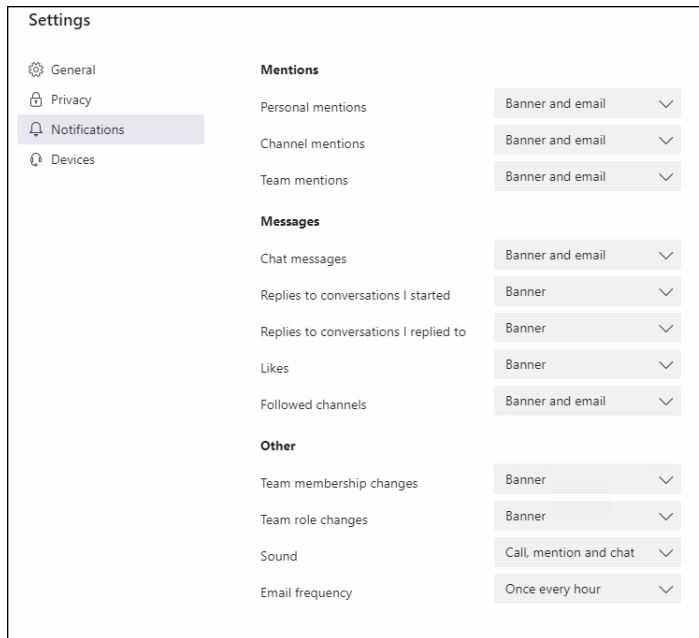 Settings
General
Privacy
Notifications
Devices
Mentions
Personal mentions Banner and email
Channel mentions Banner and email
Team mentions Banner and email
Messages
Chat messages Banner and email
Replies to conversations I started Banner
Replies to conversations I replied to Banner
Likes Banner
Followed channels Banner and email
Other
Team membership changes Banner
Team role changes Banner
Sound Call, mention and chat
Email frequency Once every hour